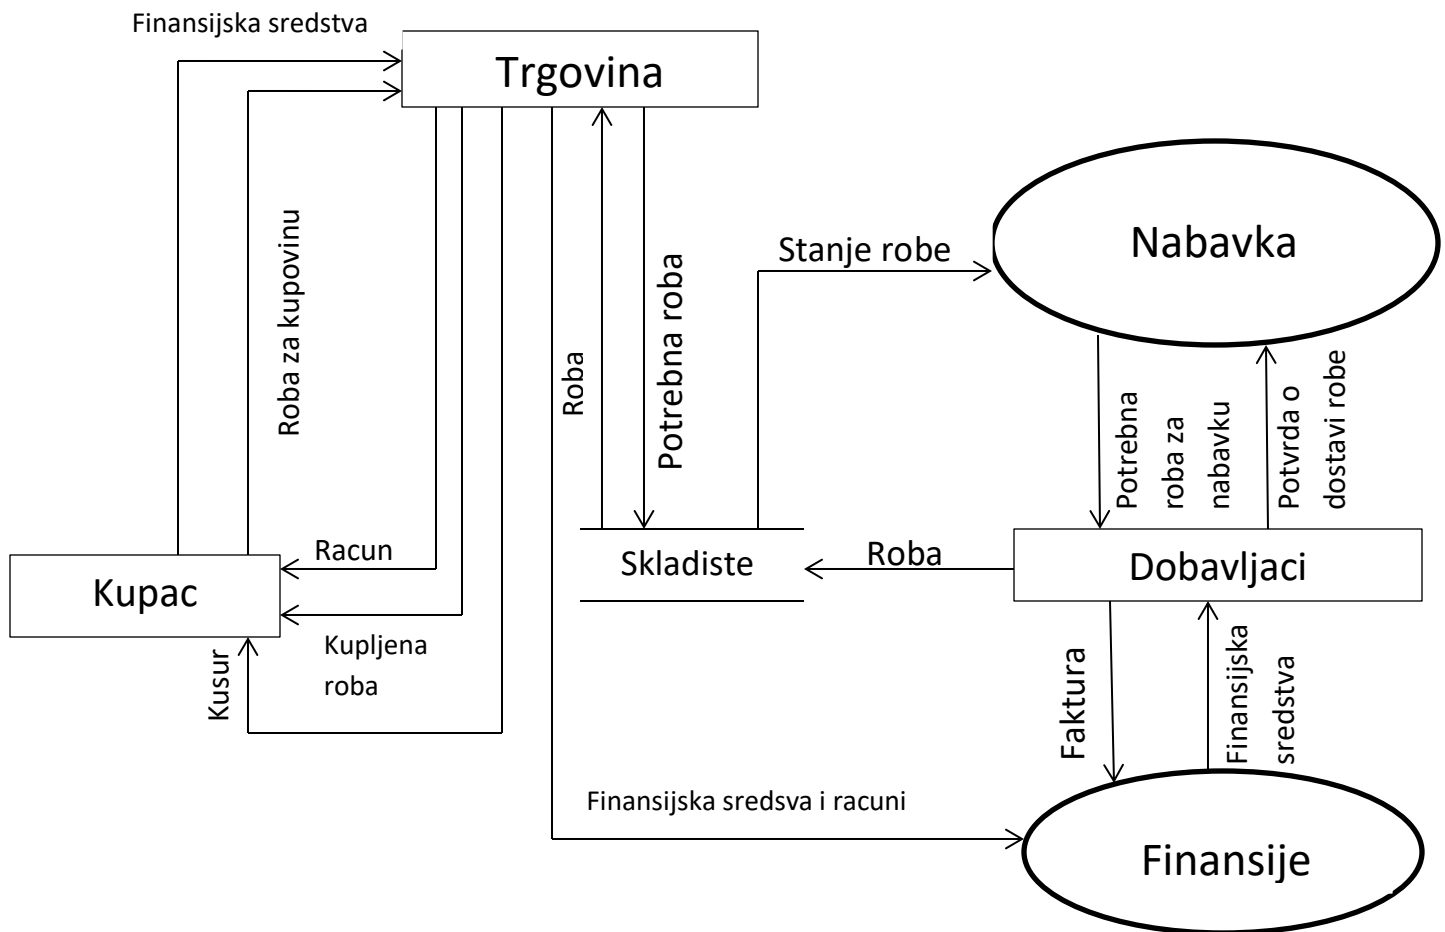 Finansijska sredstva
Trgovina
Nabavka
Stanje robe
Roba za kupovinu
Roba
Potrebna roba
Potrebna
roba za
nabavku
Potvrda o
dostavi robe
Racun
Kupac
Skladiste
Roba
Dobavljaci
Kupljena
roba
Kusur
Faktura
Finansijska
sredstva
Finansijska sredsva i racuni
Finansije